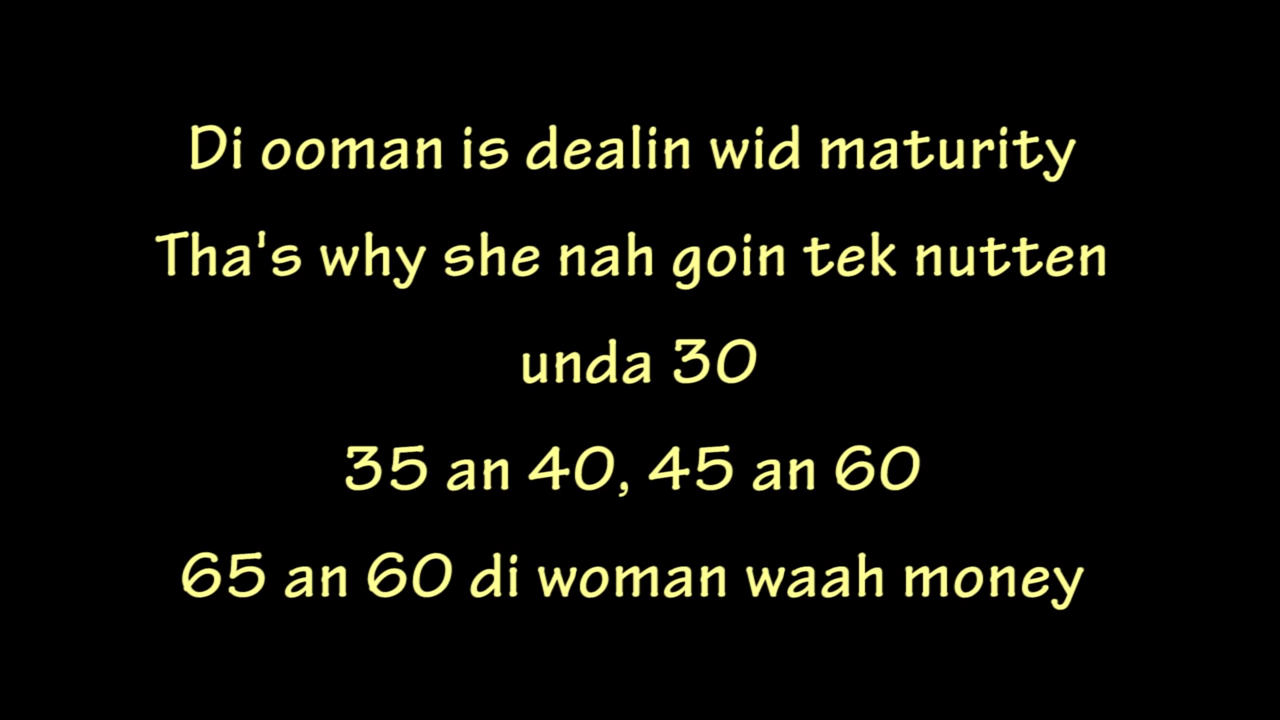 Di ooman is dealin wid maturity
Tha's why she nah goin tek nutten
unda 30
35 an 40, 45 an 60
65 an 60 di woman waah money